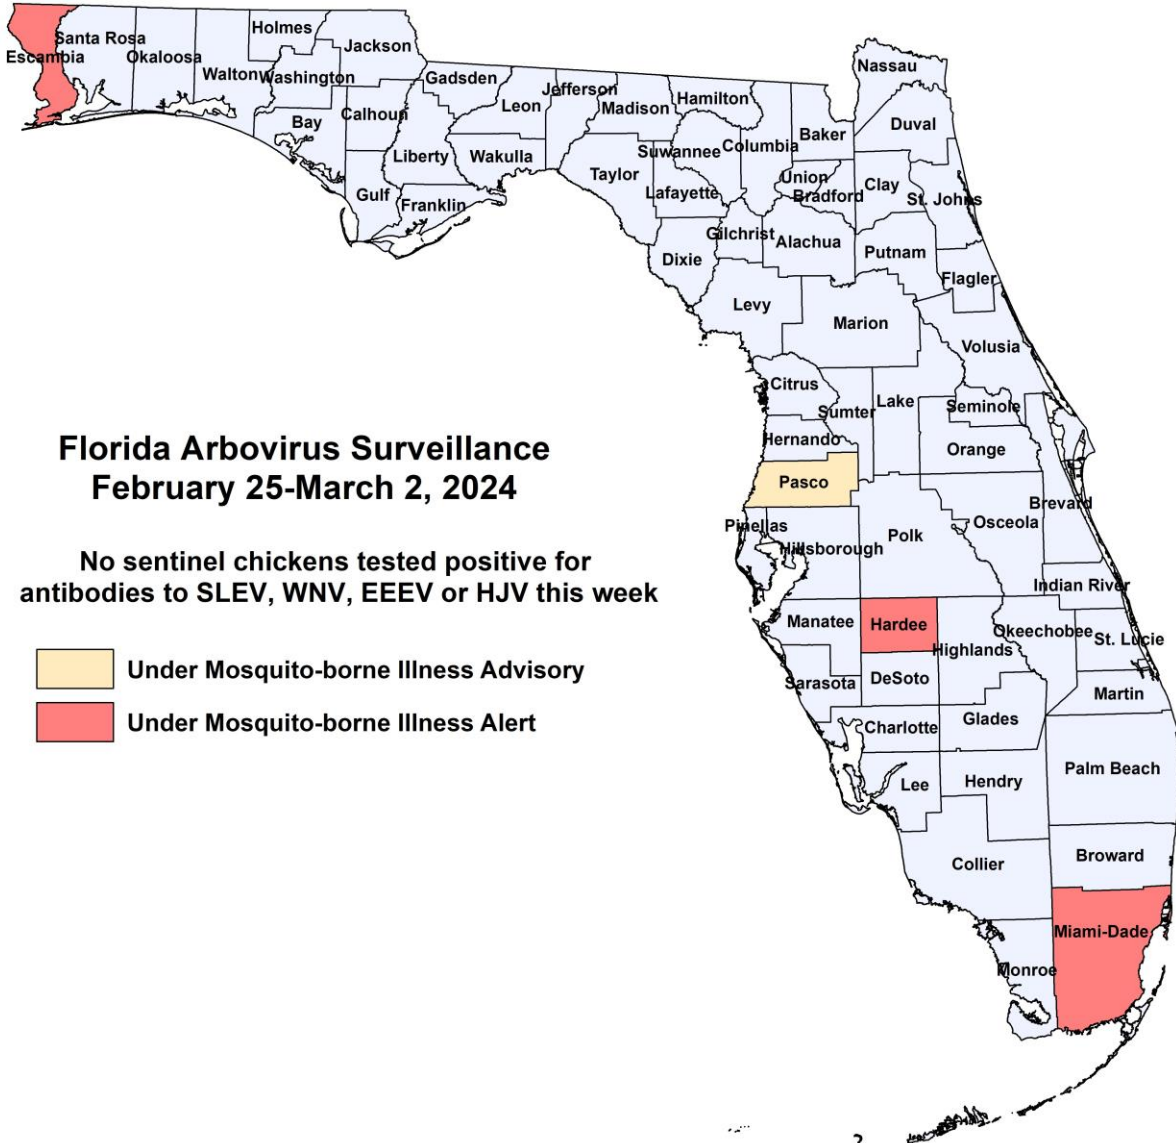 Holmes
Santa Rosa
Jackson
Escambia
Okaloosa
Walton
Washington
Gadsden
Jefferson
Leon
Madison
Hamilton
Nassau
Bay
Calhoun
Baker
Duval
Liberty
Wakulla
Suwannee
Columbia
Taylor
Union
Gulf
Franklin
Lafayette
Bradford
Clay
St. Johns
Gilchrist
Alachua
Putnam
Dixie
Flagler
Levy
Marion
Volusia
Citrus
Sumter
Lake
Seminole
Hernando
Orange
Florida Arbovirus Surveillance
February 25-March 2, 2024
Pasco
Brevard
Pinellas
Hillsborough
Polk
Osceola
No sentinel chickens tested positive for
antibodies to SLEV, WNV, EEEV or HJV this week
Indian River
Manatee
Hardee
Okeechobee
St. Lucie
Highlands
Under Mosquito-borne Illness Advisory
Sarasota
DeSoto
Martin
Under Mosquito-borne Illness Alert
Charlotte
Glades
Palm Beach
Lee
Hendry
Collier
Broward
Miami-Dade
Monroe